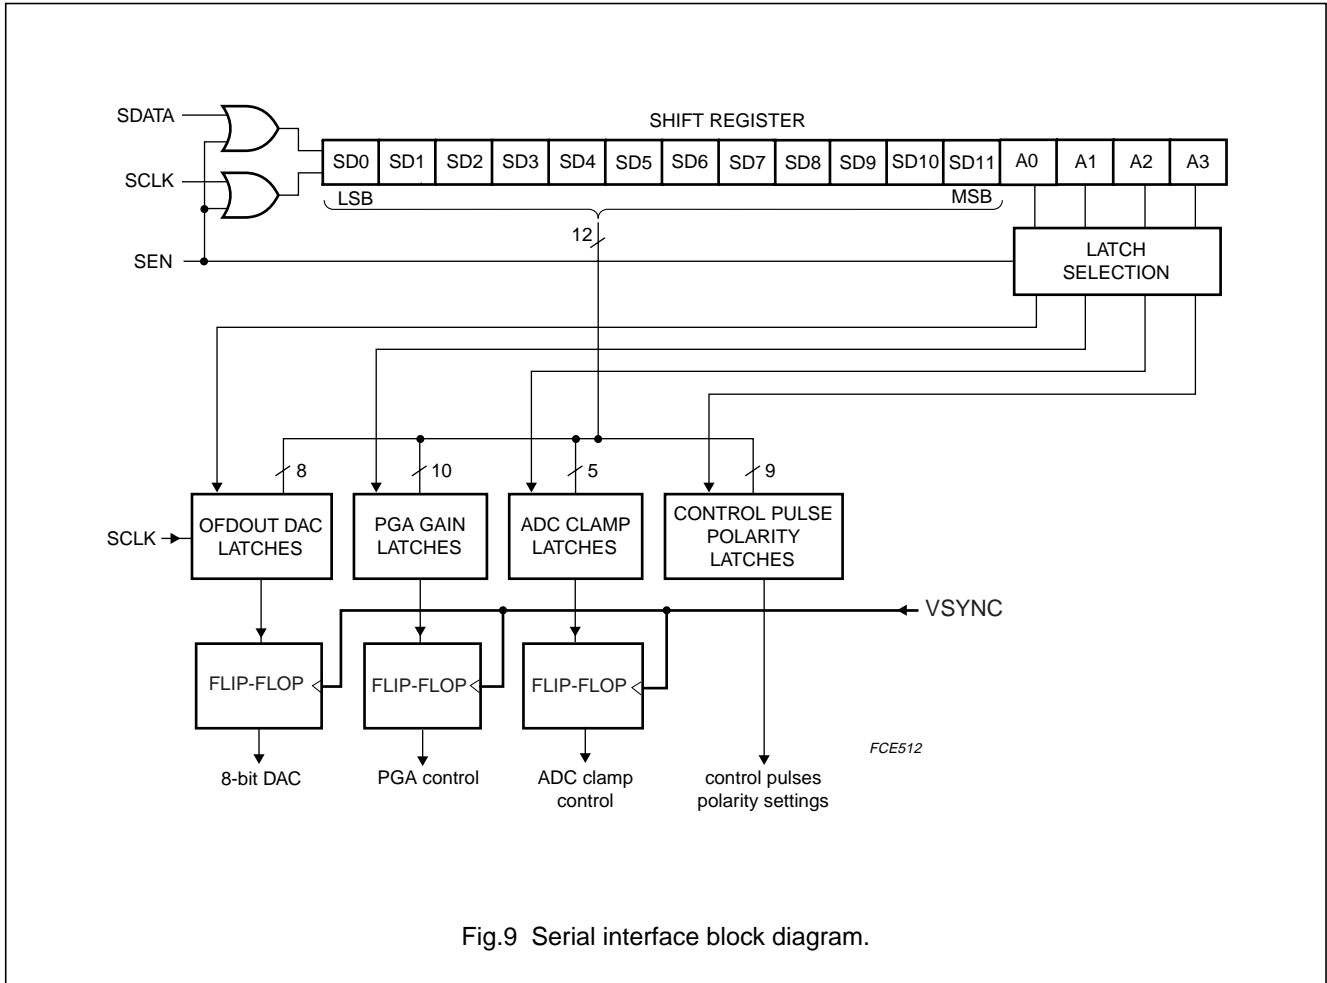 SDATA
SHIFT REGISTER
SD0 SD1 SD2 SD3 SD4 SD5 SD6 SD7 SD8 SD9 SD10 SD11 A0 A1 A2 A3
SCLK
LSB MSB
12
SEN
LATCH
SELECTION
8 10 5 9
SCLK
OFDOUT DAC
LATCHES
PGA GAIN
LATCHES
ADC CLAMP
LATCHES
CONTROL PULSE
POLARITY
LATCHES
VSYNC
FLIP-FLOP FLIP-FLOP FLIP-FLOP
FCE512
8-bit DAC
PGA control
ADC clamp
control
control pulses
polarity settings
Fig.9 Serial interface block diagram.